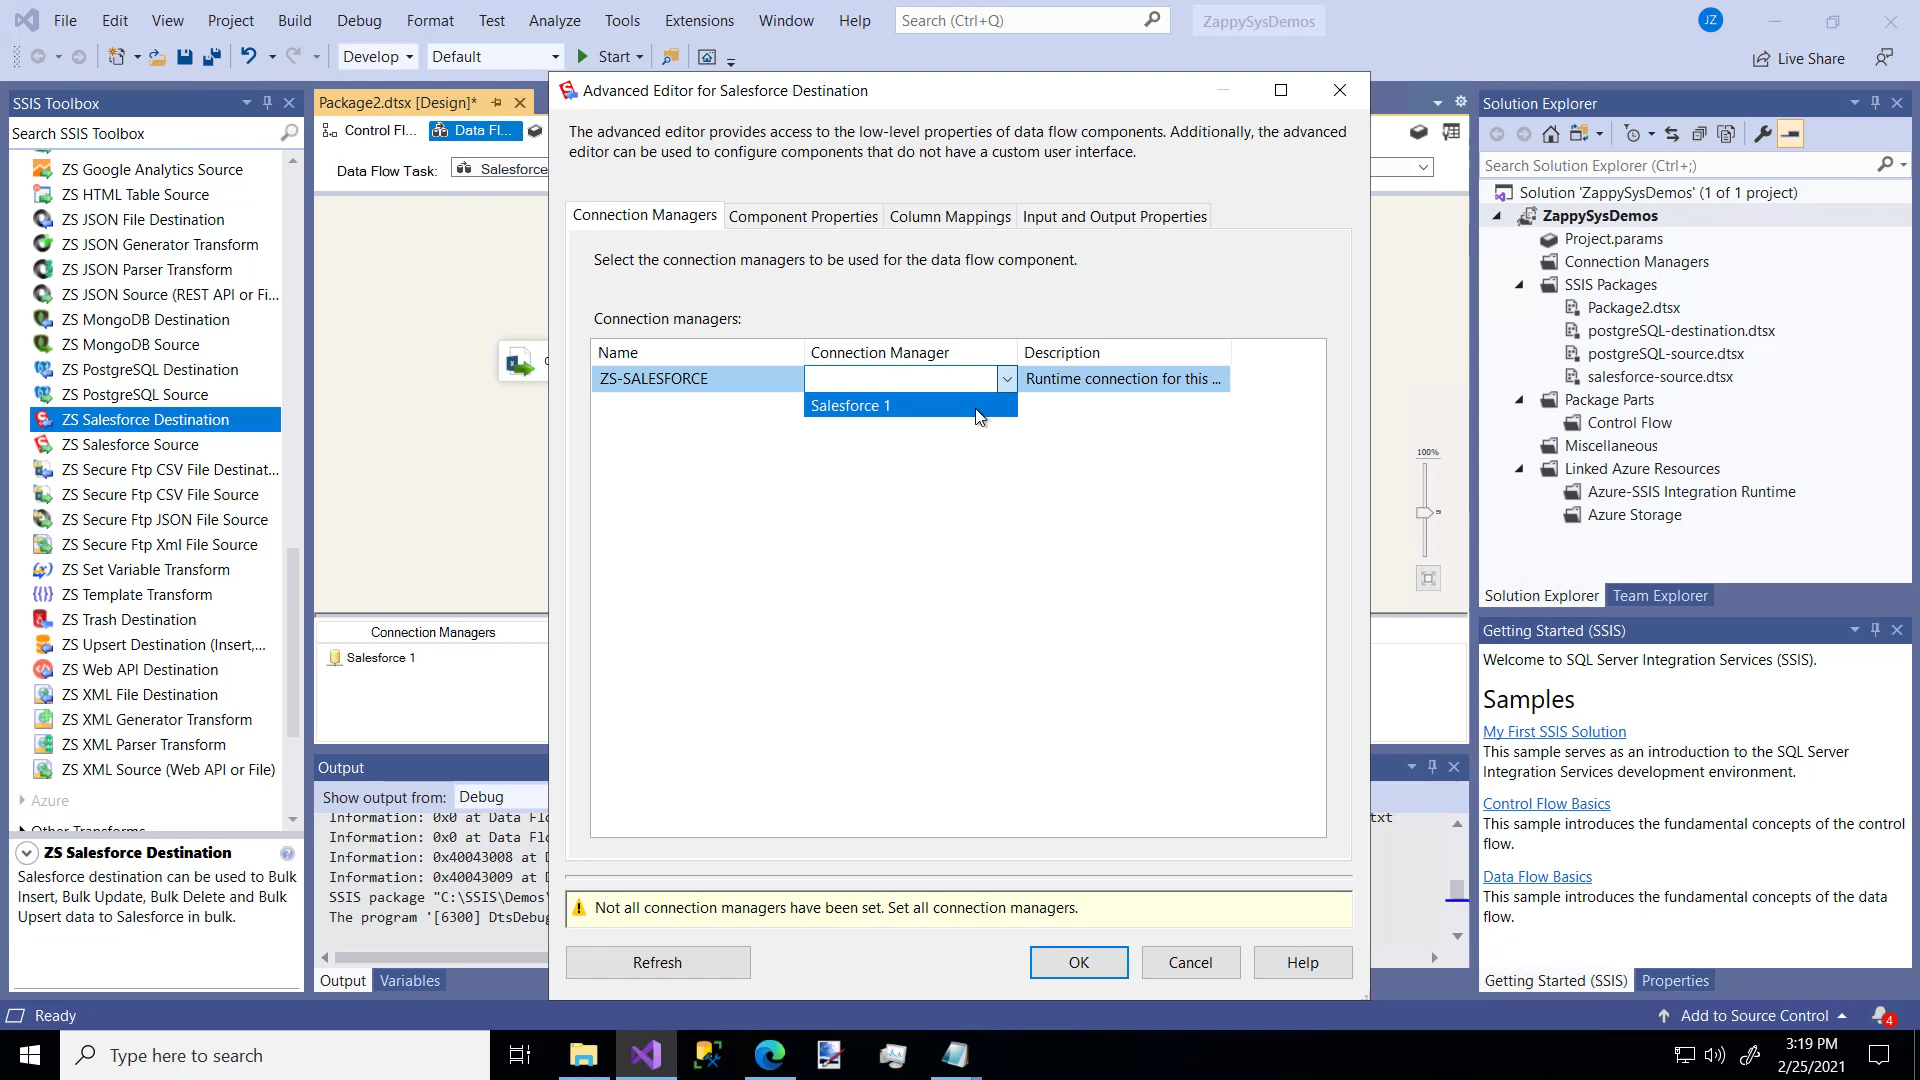 File Edit View Project Build Debug Format Test Analyze Tools Extensions Window Help Search (Ctrl+Q) ZappySysDemos JZ
Develop Default Start Live Share
SSIS Toolbox
Search SSIS Toolbox
ZS Google Analytics Source
ZS HTML Table Source
ZS JSON File Destination
ZS JSON Generator Transform
ZS JSON Parser Transform
ZS JSON Source (REST API or Fi...
ZS MongoDB Destination
ZS MongoDB Source
ZS PostgreSQL Destination
ZS PostgreSQL Source
ZS Salesforce Destination
ZS Salesforce Source
ZS Secure Ftp CSV File Destinat...
ZS Secure Ftp CSV File Source
ZS Secure Ftp JSON File Source
ZS Secure Ftp Xml File Source
ZS Set Variable Transform
ZS Template Transform
ZS Trash Destination
ZS Upsert Destination (Insert,...
ZS Web API Destination
ZS XML File Destination
ZS XML Generator Transform
ZS XML Parser Transform
ZS XML Source (Web API or File)
Azure
Other Transforms
ZS Salesforce Destination
Salesforce destination can be used to Bulk
Insert, Bulk Update, Bulk Delete and Bulk
Upsert data to Salesforce in bulk.
Package2.dtsx [Design]*
Control Fl... Data Fl...
Data Flow Task: Salesforce
Connection Managers
Salesforce 1
100%
Output
Show output from: Debug
Information: 0x0 at Data Fl
txt
Information: 0x0 at Data Fl
Information: 0x40043008 at D
Information: 0x40043009 at D
SSIS package "C:\SSIS\Demos\
The program '[6300] DtsDebug
Output Variables
Advanced Editor for Salesforce Destination
The advanced editor provides access to the low-level properties of data flow components. Additionally, the advanced
editor can be used to configure components that do not have a custom user interface.
Connection Managers Component Properties Column Mappings Input and Output Properties
Select the connection managers to be used for the data flow component.
Connection managers:
Name Connection Manager Description
ZS-SALESFORCE Runtime connection for this ...
Salesforce 1
Not all connection managers have been set. Set all connection managers.
Refresh OK Cancel Help
Solution Explorer
Search Solution Explorer (Ctrl+;)
Solution 'ZappySysDemos' (1 of 1 project)
ZappySysDemos
Project.params
Connection Managers
SSIS Packages
Package2.dtsx
postgreSQL-destination.dtsx
postgreSQL-source.dtsx
salesforce-source.dtsx
Package Parts
Control Flow
Miscellaneous
Linked Azure Resources
Azure-SSIS Integration Runtime
Azure Storage
Solution Explorer Team Explorer
Getting Started (SSIS)
Welcome to SQL Server Integration Services (SSIS).
Samples
My First SSIS Solution
This sample serves as an introduction to the SQL Server
Integration Services development environment.
Control Flow Basics
This sample introduces the fundamental concepts of the control
flow.
Data Flow Basics
This sample introduces the fundamental concepts of the data
flow.
Getting Started (SSIS) Properties
Ready Add to Source Control 4
Type here to search
3:19 PM
2/25/2021